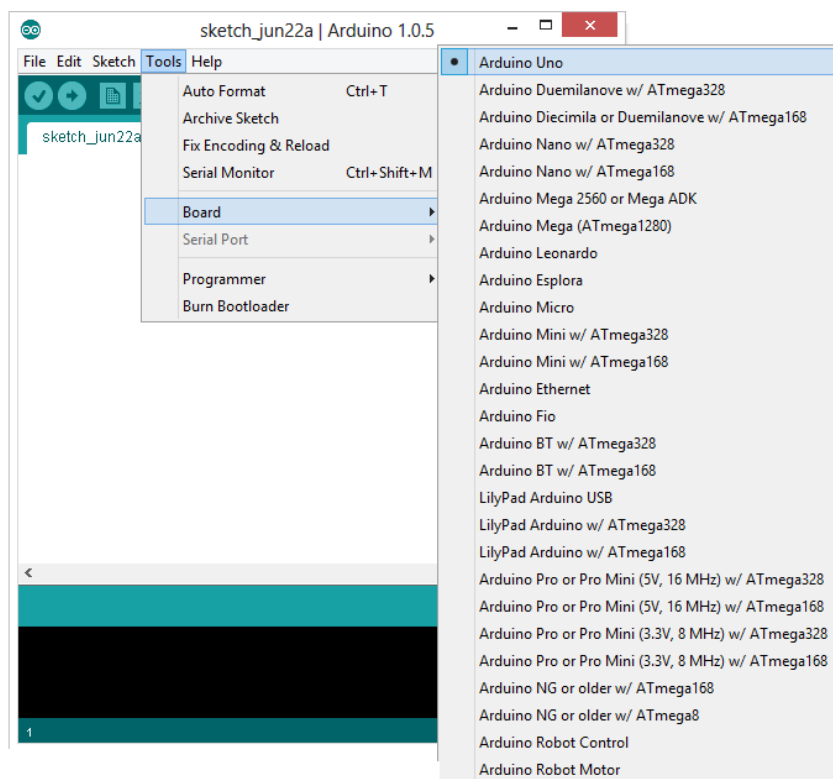 sketch_jun22a | Arduino 1.0.5
File Edit Sketch Tools Help
sketch_jun22a
Auto Format Ctrl+T
Archive Sketch
Fix Encoding & Reload
Serial Monitor Ctrl+Shift+M
Board
Serial Port
Programmer
Burn Bootloader
Arduino Uno
Arduino Duemilanove w/ ATmega328
Arduino Diecimila or Duemilanove w/ ATmega168
Arduino Nano w/ ATmega328
Arduino Nano w/ ATmega168
Arduino Mega 2560 or Mega ADK
Arduino Mega (ATmega1280)
Arduino Leonardo
Arduino Esplora
Arduino Micro
Arduino Mini w/ ATmega328
Arduino Mini w/ ATmega168
Arduino Ethernet
Arduino Fio
Arduino BT w/ ATmega328
Arduino BT w/ ATmega168
LilyPad Arduino USB
LilyPad Arduino w/ ATmega328
LilyPad Arduino w/ ATmega168
Arduino Pro or Pro Mini (5V, 16 MHz) w/ ATmega328
Arduino Pro or Pro Mini (5V, 16 MHz) w/ ATmega168
Arduino Pro or Pro Mini (3.3V, 8 MHz) w/ ATmega328
Arduino Pro or Pro Mini (3.3V, 8 MHz) w/ ATmega168
Arduino NG or older w/ ATmega168
Arduino NG or older w/ ATmega8
Arduino Robot Control
Arduino Robot Motor
1